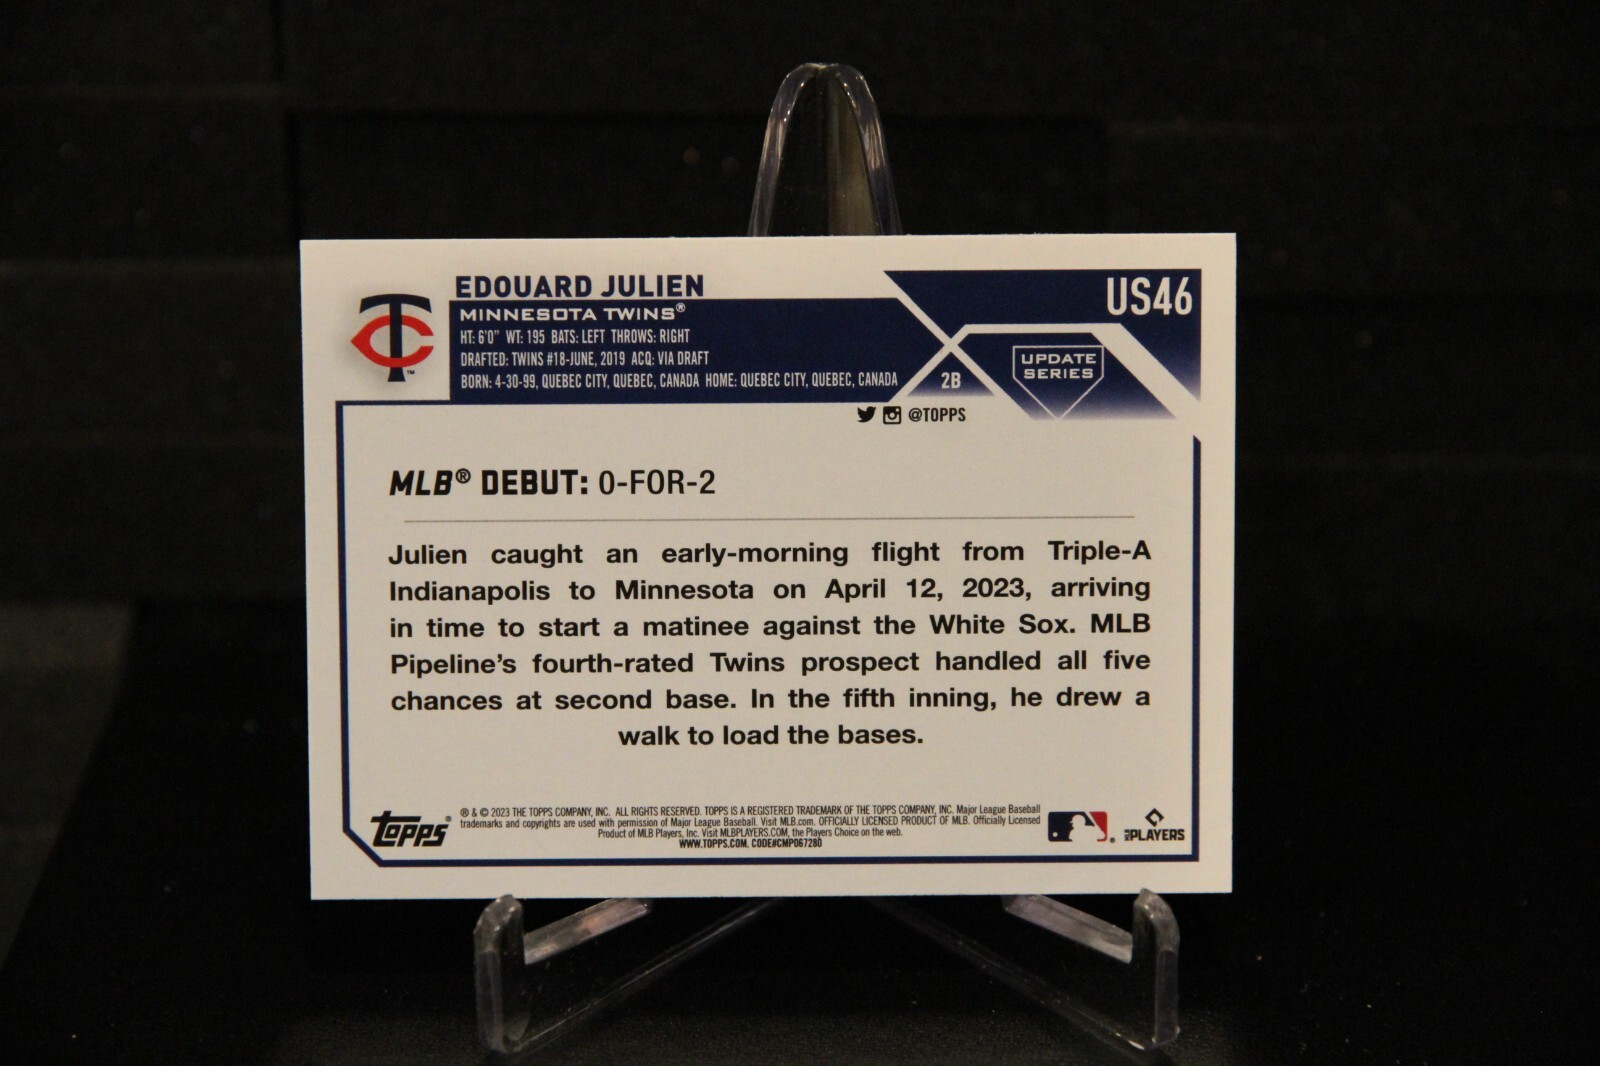 EDOUARD JULIEN
US46
MINNESOTA TWINS®
HT: 6'0" WT: 195 BATS: LEFT THROWS: RIGHT
DRAFTED: TWINS #18-JUNE, 2019 ACQ: VIA DRAFT
BORN: 4-30-99, QUEBEC CITY, QUEBEC, CANADA HOME: QUEBEC CITY, QUEBEC, CANADA
2B
UPDATE
SERIES
@TOPPS
TC
™
MLB® DEBUT: 0-FOR-2
Julien caught an early-morning flight from Triple-A
Indianapolis to Minnesota on April 12, 2023, arriving
in time to start a matinee against the White Sox. MLB
Pipeline's fourth-rated Twins prospect handled all five
chances at second base. In the fifth inning, he drew a
walk to load the bases.
topps®
® & © 2023 THE TOPPS COMPANY, INC. ALL RIGHTS RESERVED. TOPPS IS A REGISTERED TRADEMARK OF THE TOPPS COMPANY, INC. Major League Baseball
trademarks and copyrights are used with permission of Major League Baseball. Visit MLB.com. OFFICIALLY LICENSED PRODUCT OF MLB. Officially Licensed
Product of MLB Players, Inc. Visit MLBPLAYERS.COM, the Players Choice on the web.
WWW.TOPPS.COM. CODE#CMP067280
®
PLAYERS